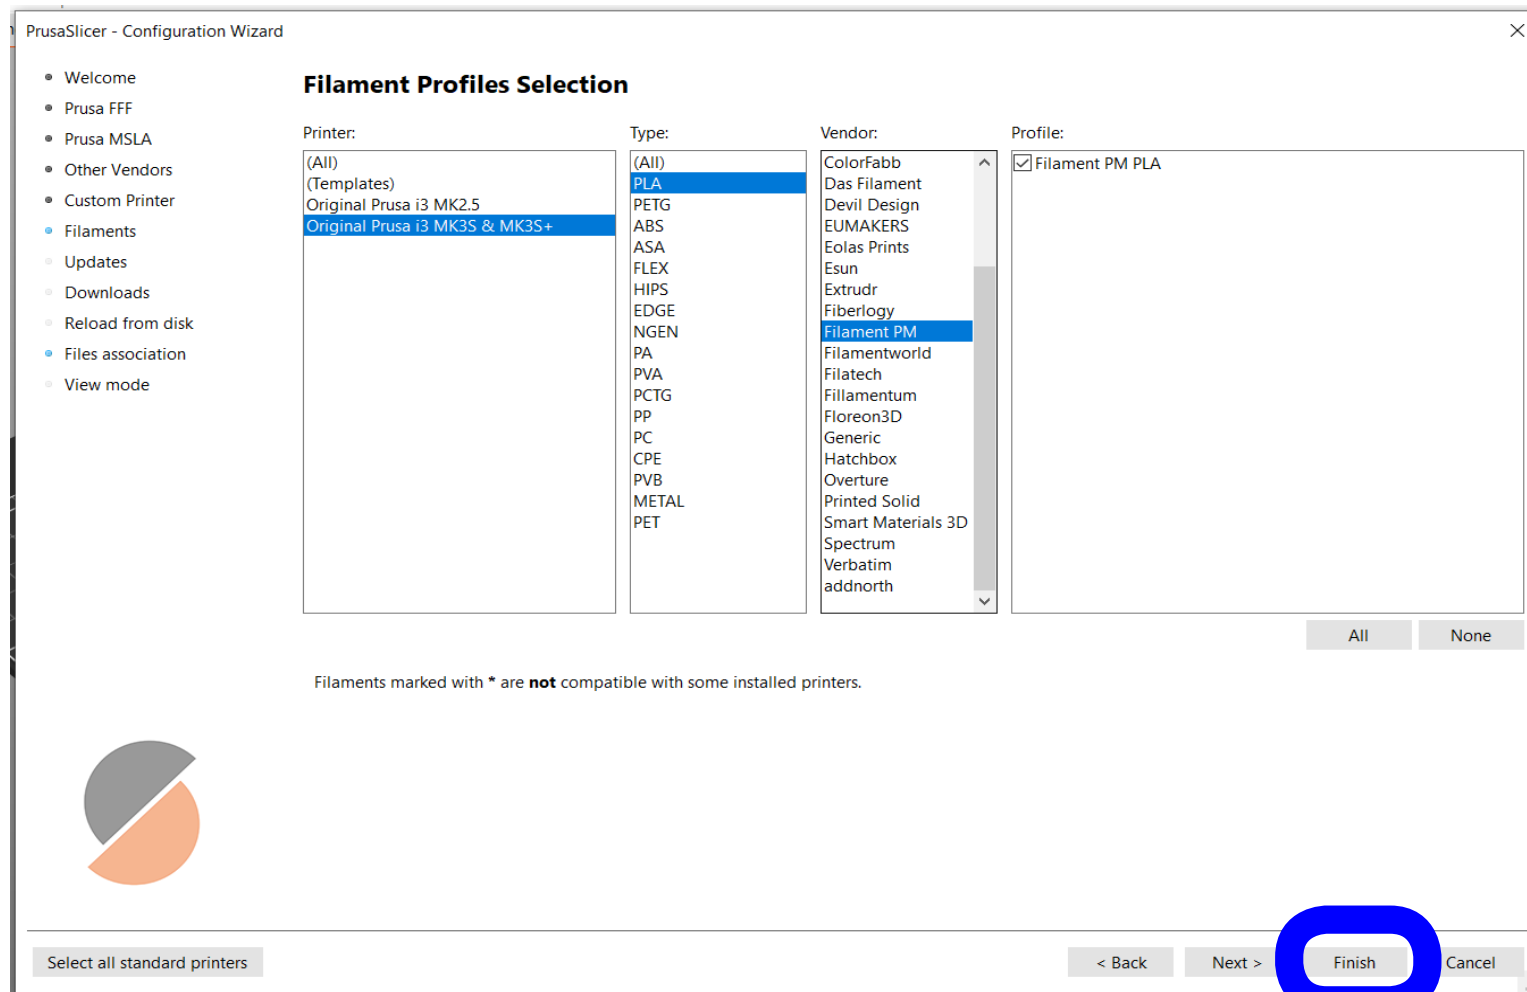 PrusaSlicer - Configuration Wizard
Welcome
Prusa FFF
Prusa MSLA
Other Vendors
Custom Printer
Filaments
Updates
Downloads
Reload from disk
Files association
View mode
Filament Profiles Selection
Printer:
(All)
(Templates)
Original Prusa i3 MK2.5
Original Prusa i3 MK3S & MK3S+
Type:
(All)
PLA
PETG
ABS
ASA
FLEX
HIPS
EDGE
NGEN
PA
PVA
PCTG
PP
PC
CPE
PVB
METAL
PET
Vendor:
ColorFabb
Das Filament
Devil Design
EUMAKERS
Eolas Prints
Esun
Extrudr
Fiberlogy
Filament PM
Filamentworld
Filatech
Fillamentum
Floreon3D
Generic
Hatchbox
Overture
Printed Solid
Smart Materials 3D
Spectrum
Verbatim
addnorth
Profile:
Filament PM PLA
All
None
Filaments marked with * are not compatible with some installed printers.
Select all standard printers
< Back
Next >
Finish
Cancel